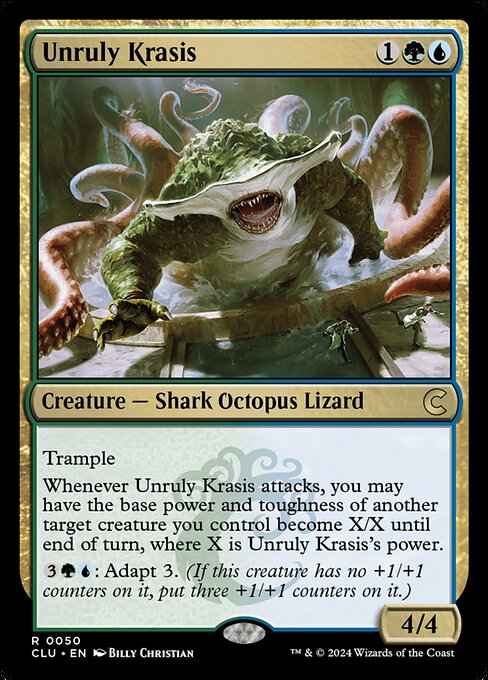 Unruly Krasis 1
Creature — Shark Octopus Lizard
Trample
Whenever Unruly Krasis attacks, you may
have the base power and toughness of another
target creature you control become X/X until
end of turn, where X is Unruly Krasis's power.
3: Adapt 3. (If this creature has no +1/+1
counters on it, put three +1/+1 counters on it.)
4/4
R 0050
CLU • EN Billy Christian
™ & © 2024 Wizards of the Coast